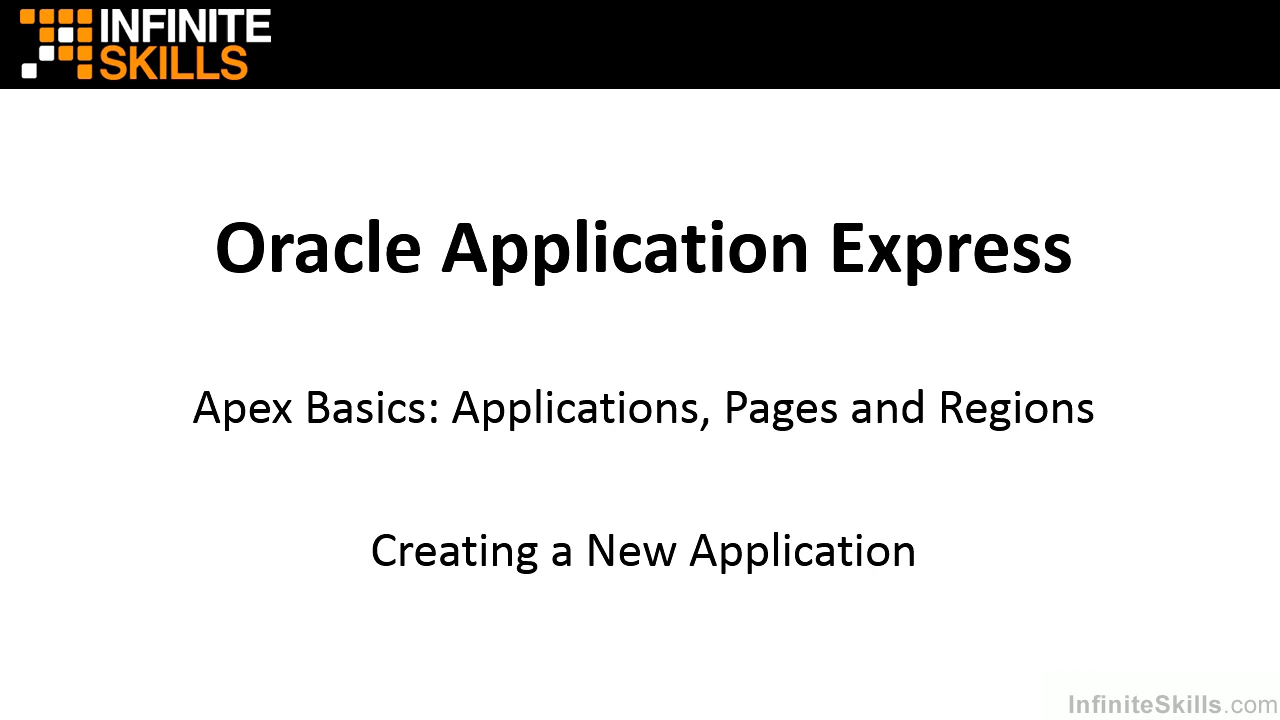 INFINITE
SKILLS
Oracle Application Express
Apex Basics: Applications, Pages and Regions
Creating a New Application
InfiniteSkills.com